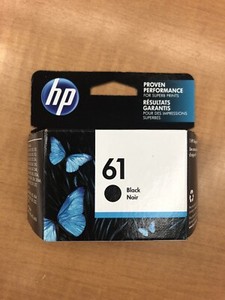 hp
PROVEN
PERFORMANCE
FOR SUPERB PRINTS
RÉSULTATS
GARANTIS
POUR DES IMPRESSIONS
SUPERBES
61
Black
Noir